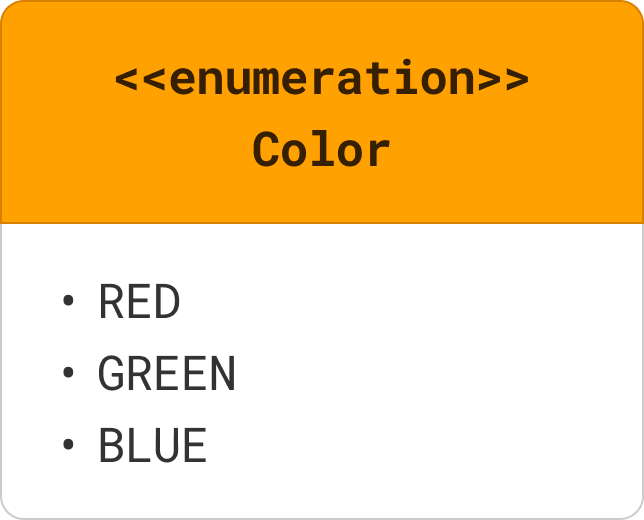 <<enumeration>>
Color
• RED
• GREEN
• BLUE